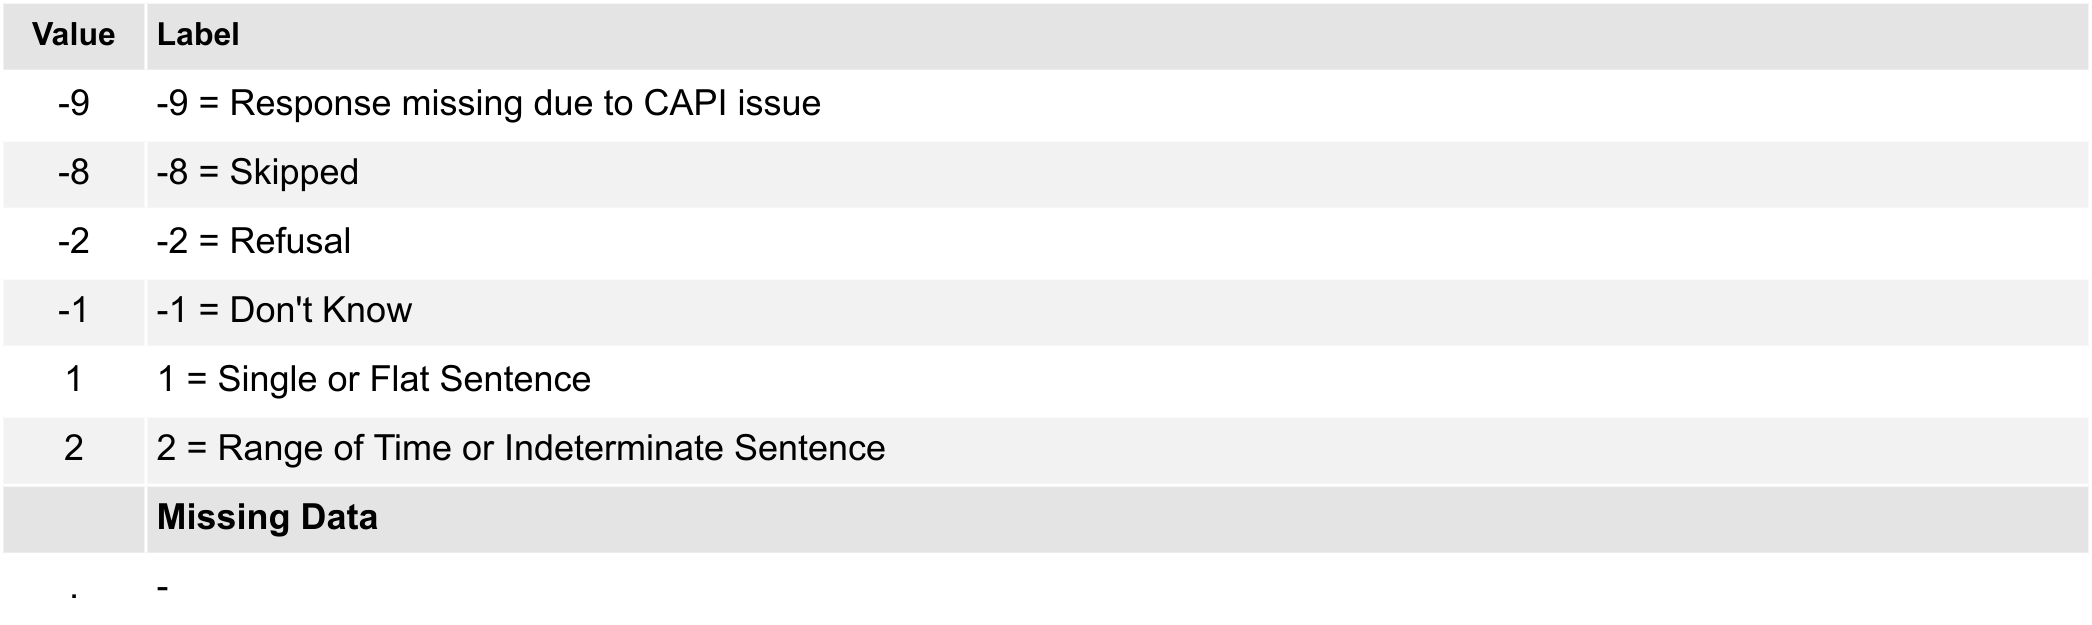 Value Label
-9 -9 = Response missing due to CAPI issue
-8 -8 = Skipped
-2 -2 = Refusal
-1 -1 = Don't Know
1 1 = Single or Flat Sentence
2 2 = Range of Time or Indeterminate Sentence
Missing Data
. -